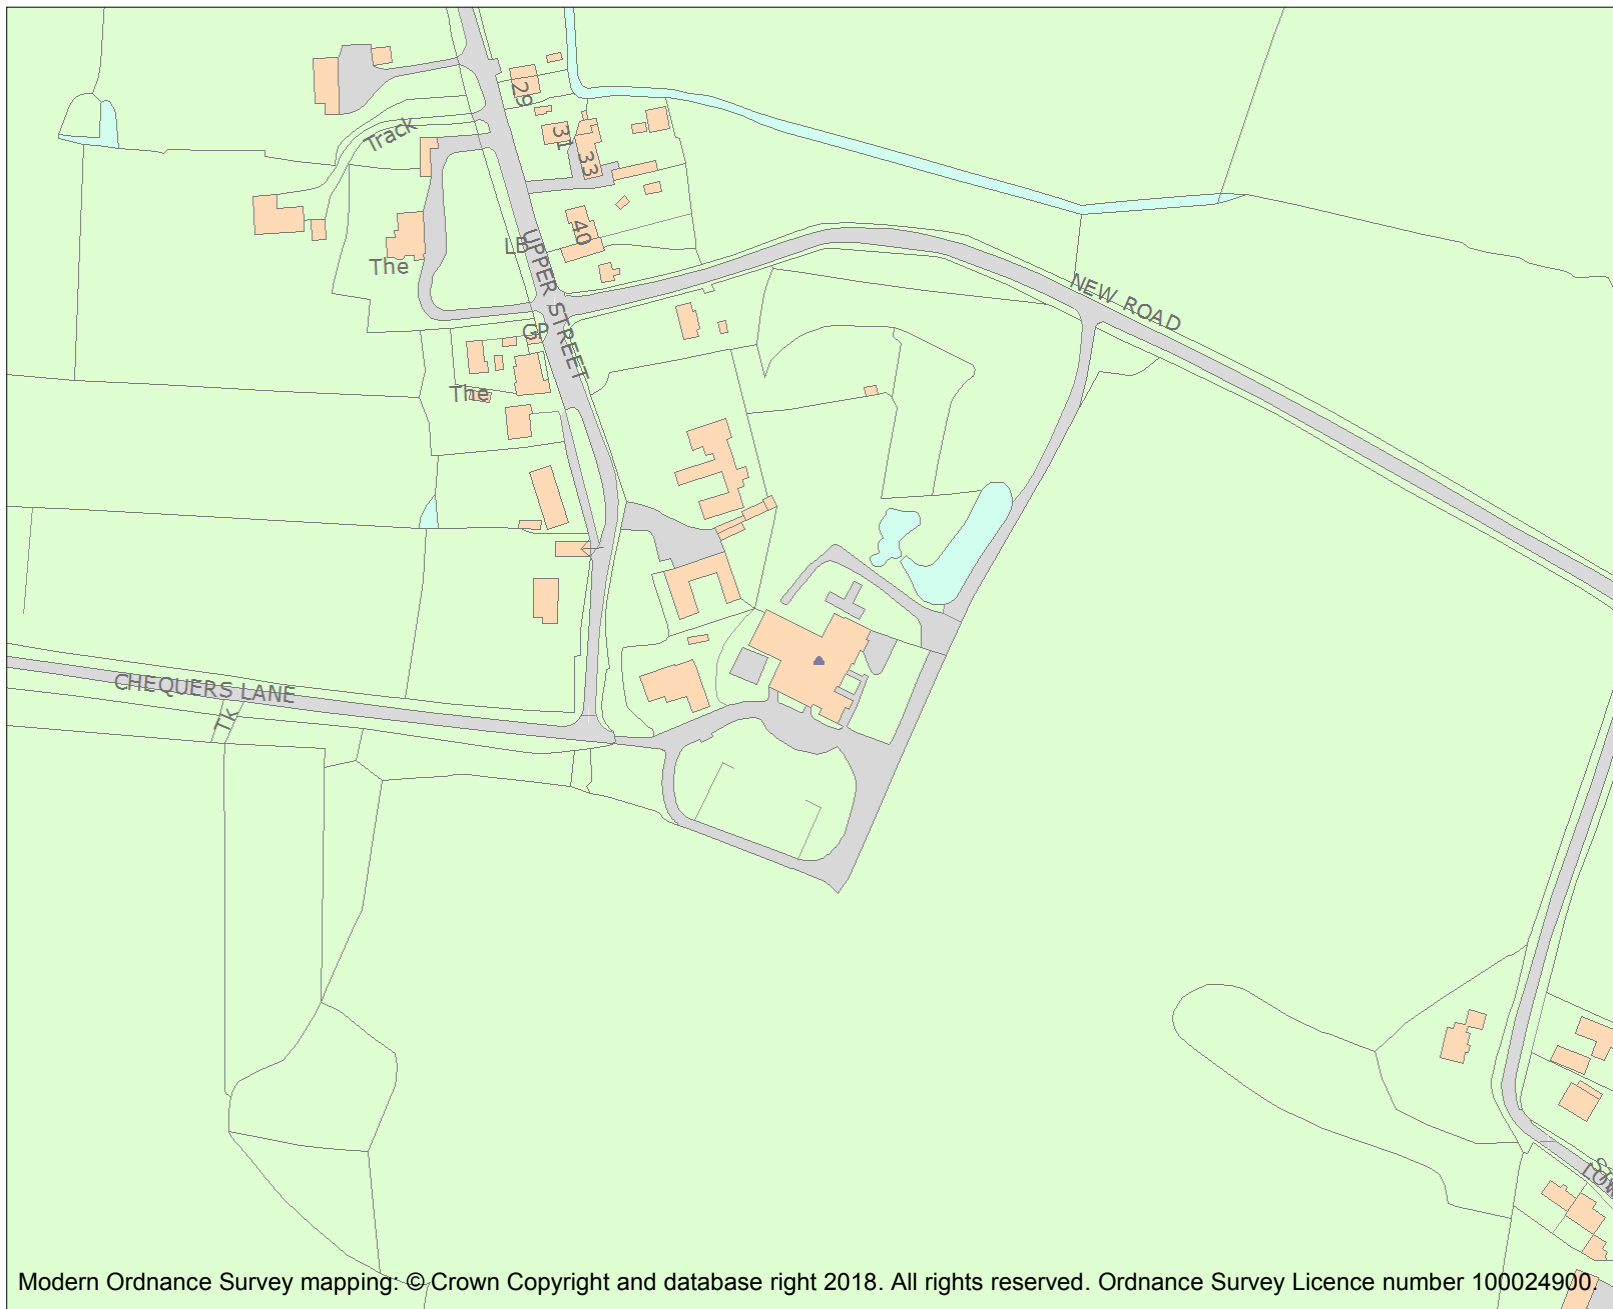 29
Track
31
33
The
LB
40
UPPER STREET
NEW ROAD
GP
The
CHEQUERS LANE
Tk
Modern Ordnance Survey mapping: © Crown Copyright and database right 2018. All rights reserved. Ordnance Survey Licence number 100024900.